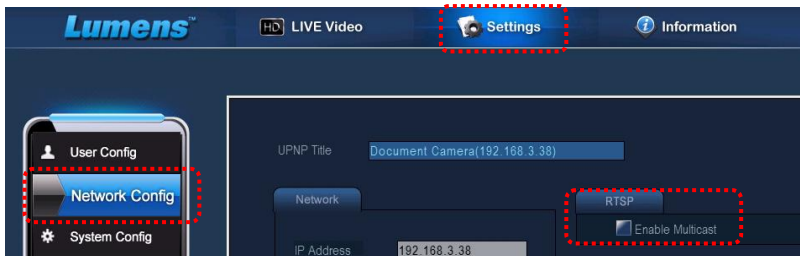 Lumens™
HD LIVE Video
Settings
Information
User Config
Network Config
System Config
UPNP Title
Document Camera(192.168.3.38)
Network
IP Address
192.168.3.38
RTSP
Enable Multicast